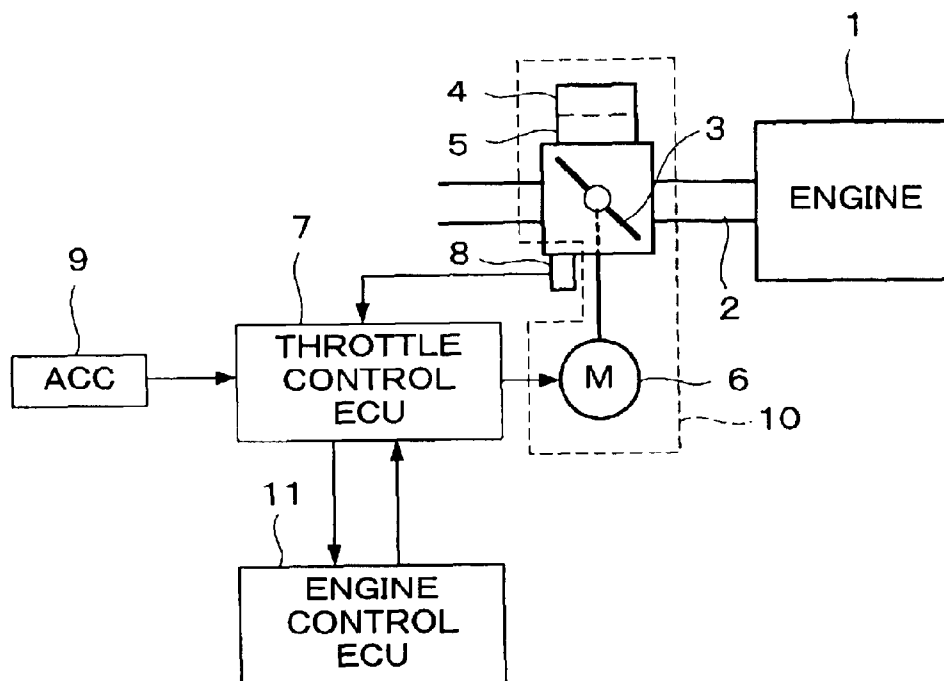 1
4
5
3
ENGINE
7
8
2
9
THROTTLE
CONTROL
ECU
ACC
M
6
10
11
ENGINE
CONTROL
ECU